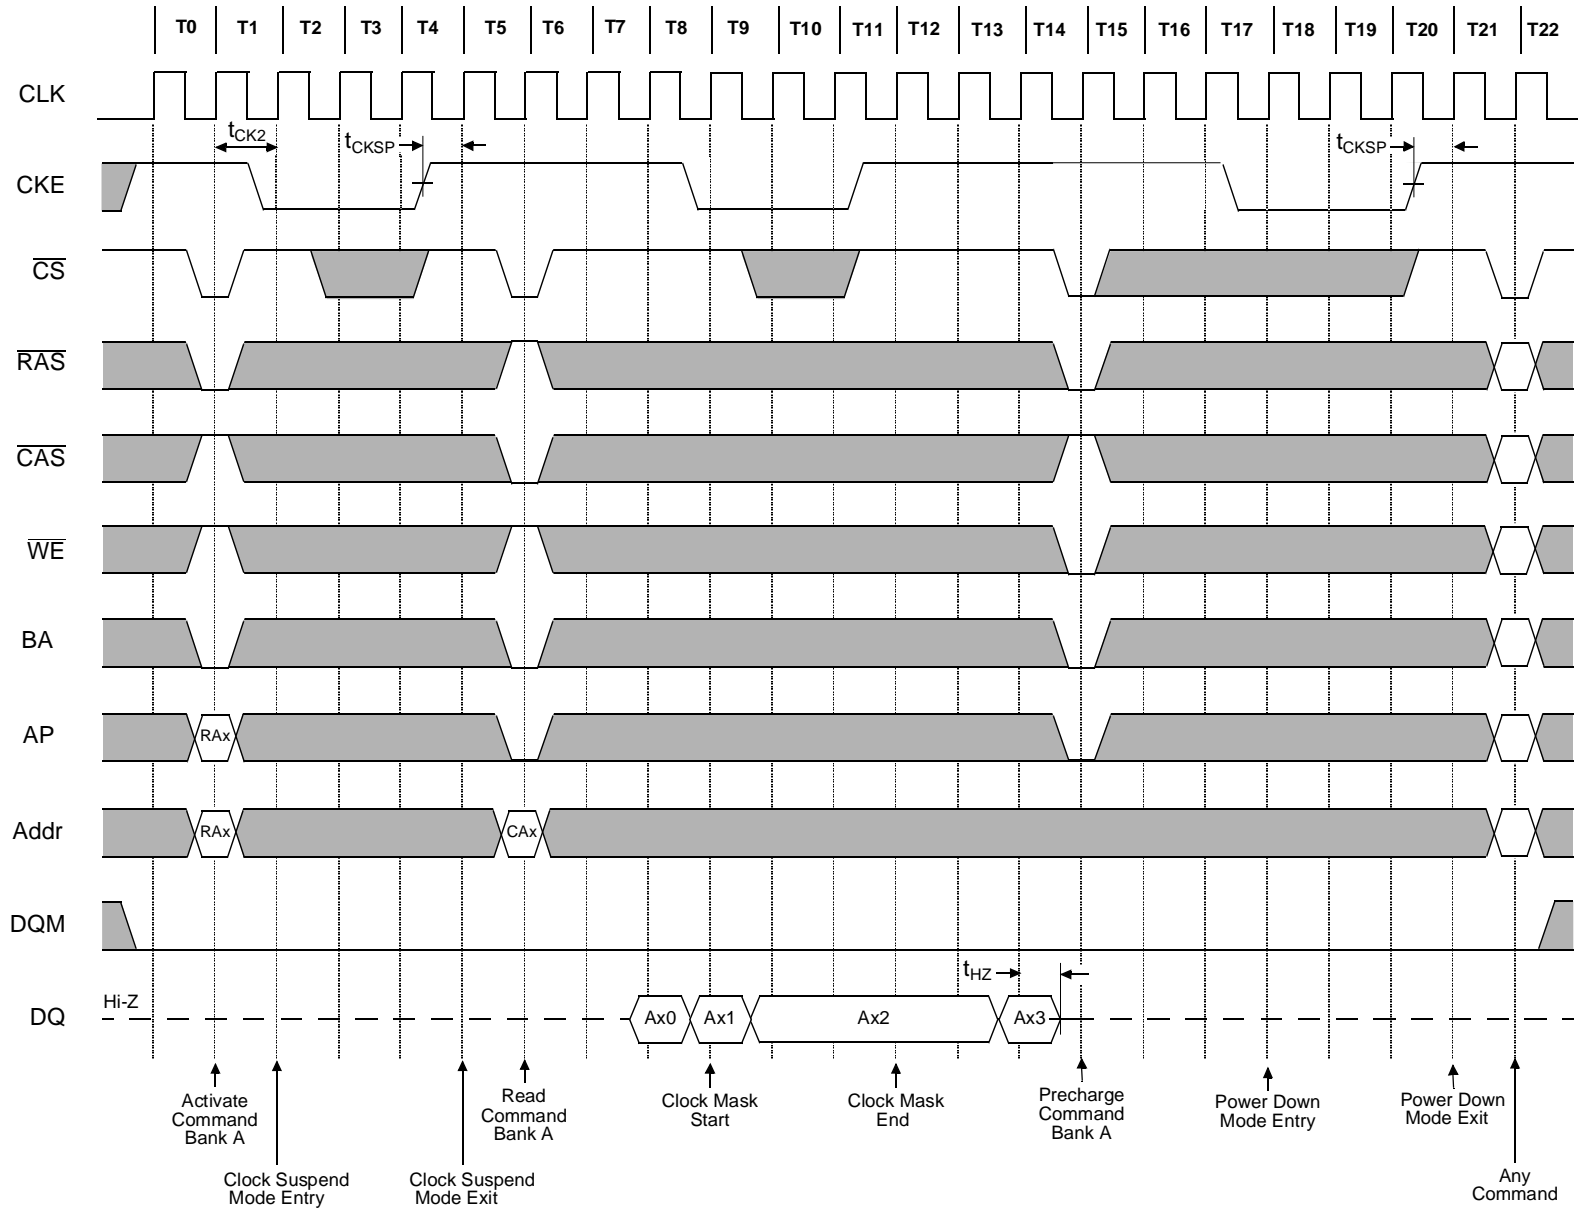 T0 T1 T2 T3 T4 T5 T6 T7 T8 T9 T10 T11 T12 T13 T14 T15 T16 T17 T18 T19 T20 T21 T22
CLK
tCK2
tCKSP
tCKSP
CKE
CS
RAS
CAS
WE
BA
AP
RAx
Addr
RAx
CAx
DQM
tHZ
Hi-Z
DQ
Ax0
Ax1
Ax2
Ax3
Activate
Command
Bank A
Read
Command
Bank A
Clock Mask
Start
Clock Mask
End
Precharge
Command
Bank A
Power Down
Mode Entry
Power Down
Mode Exit
Clock Suspend
Mode Entry
Clock Suspend
Mode Exit
Any
Command